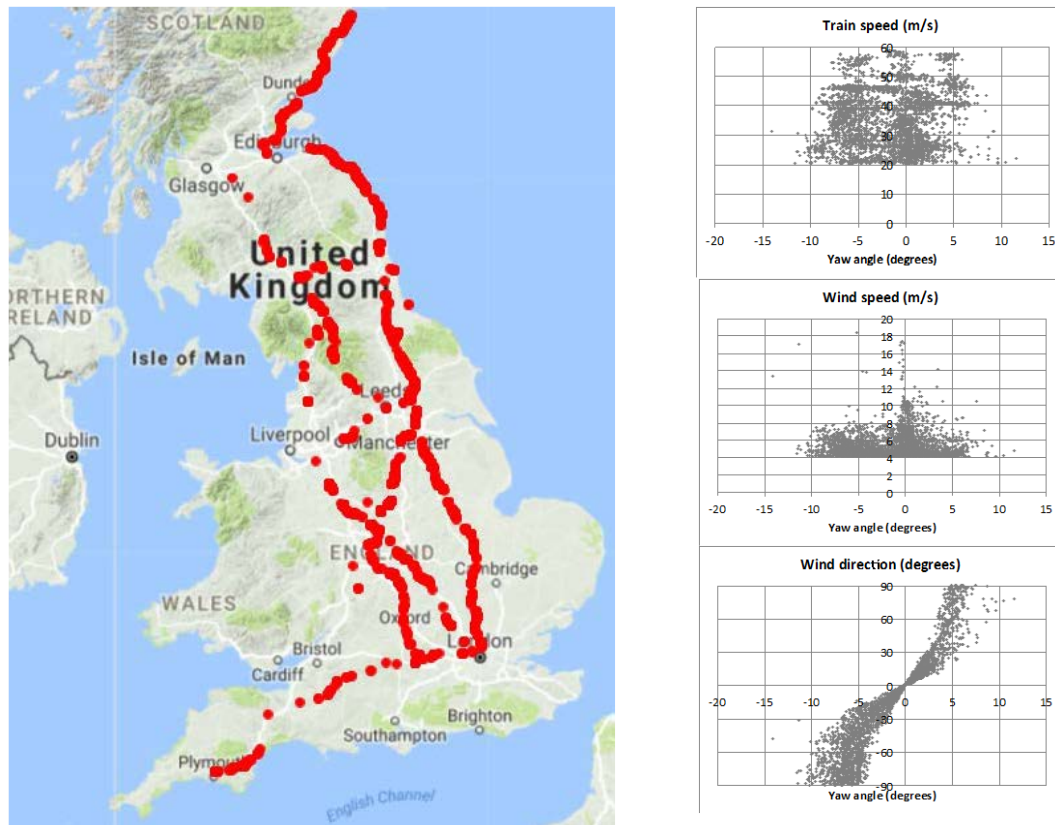 SCOTLAND
Dunde
Edinburgh
Glasgow
United
Kingdom
ORTHERN
RELAND
Isle of Man
Leeds
Dublin
Liverpool
Manchester
ENGLAND
Cambridge
WALES
Oxford
London
Bristol
Cardiff
Brighton
Southampton
Plymouth
English Channel
Train speed (m/s)
60
50
40
30
20
10
0
-20 -15 -10 -5 0 5 10 15
Yaw angle (degrees)
Wind speed (m/s)
20
18
16
14
12
10
8
6
4
2
0
-20 -15 -10 -5 0 5 10 15
Yaw angle (degrees)
Wind direction (degrees)
90
60
30
0
-20 -15 -10 -5 0 5 10 15
-30
-60
-90
Yaw angle (degrees)